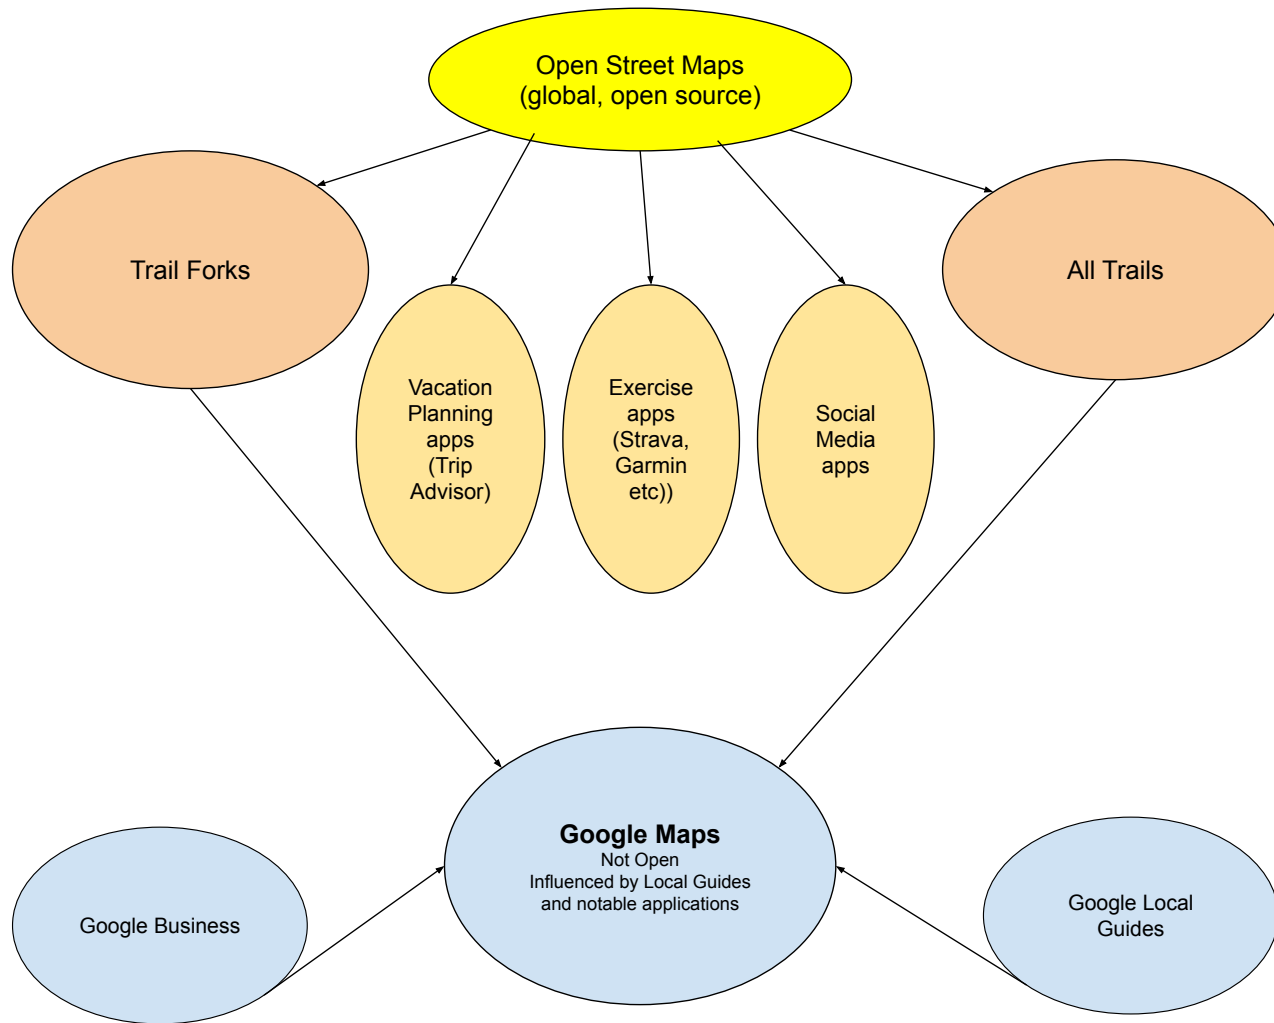 Open Street Maps
(global, open source)
Trail Forks
All Trails
Vacation
Planning
apps
(Trip
Advisor)
Exercise
apps
(Strava,
Garmin
etc))
Social
Media
apps
Google Maps
Not Open
Influenced by Local Guides
and notable applications
Google Business
Google Local
Guides